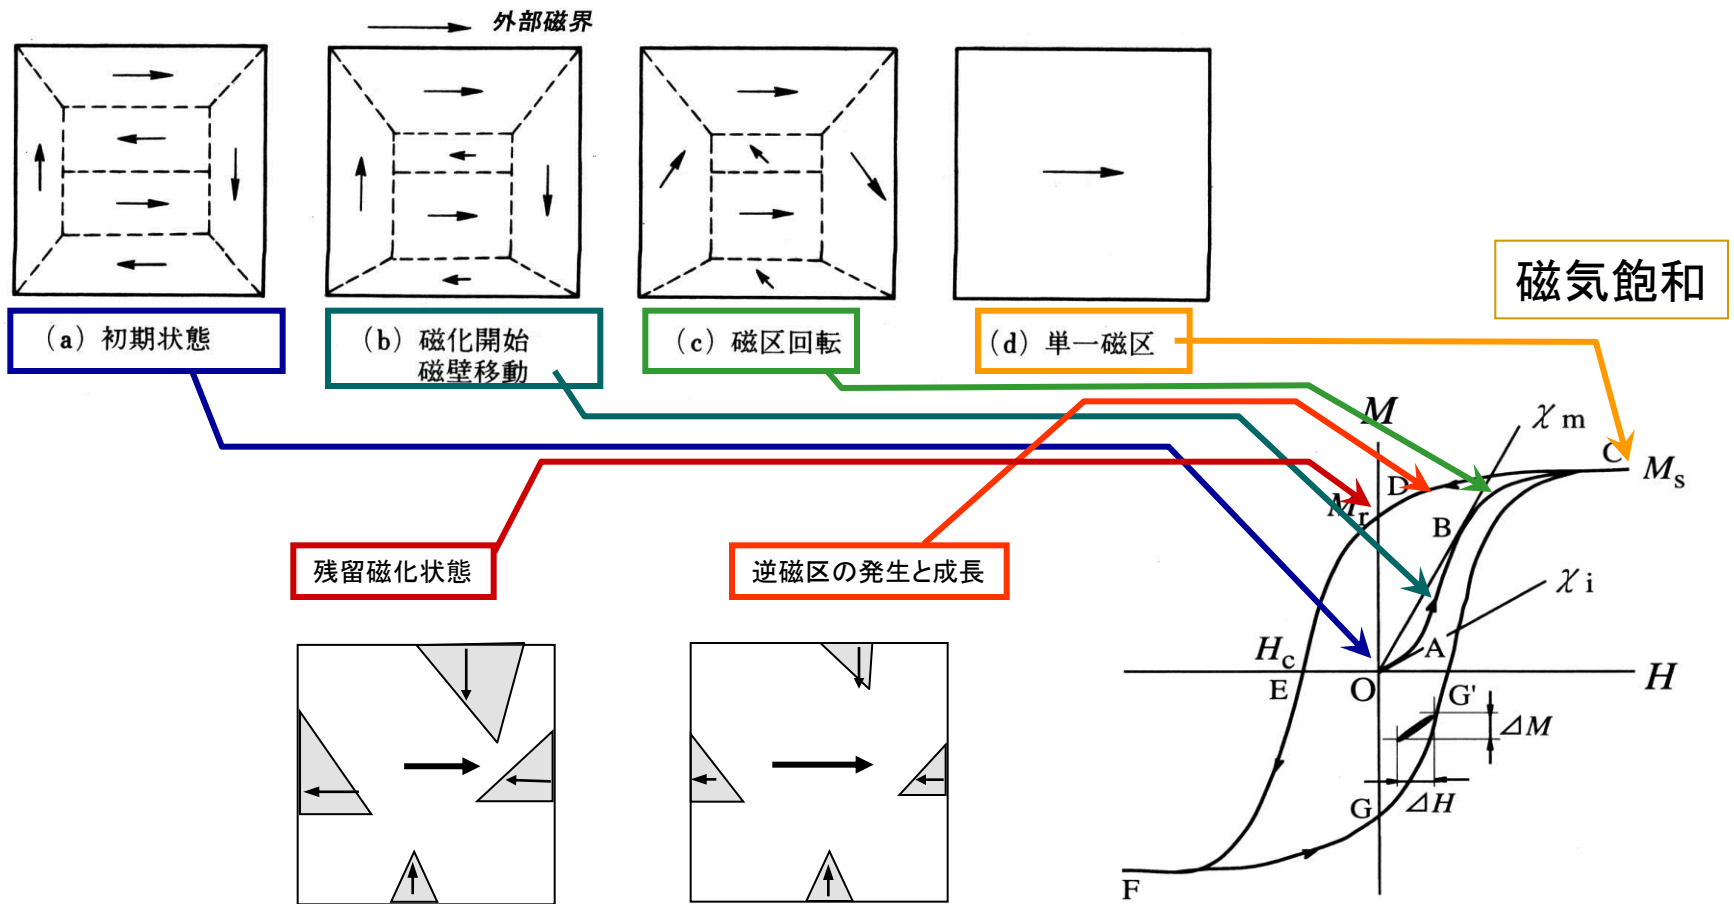 外部磁界
(a) 初期状態
(b) 磁化開始
磁壁移動
(c) 磁区回転
(d) 単一磁区
磁気飽和
残留磁化状態
逆磁区の発生と成長
M
χm
C
Ms
D
Mr
B
χi
A
Hc
E
O
H
G'
ΔM
ΔH
G
F